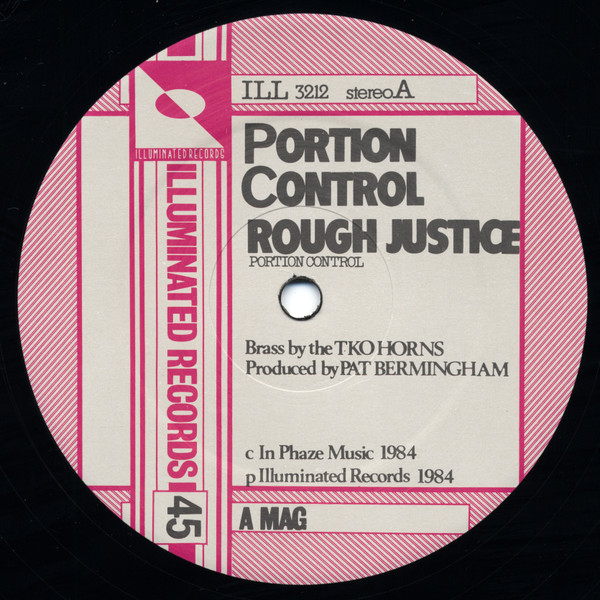 ILL 3212 stereo A
ILLUMINATED RECORDS
PORTION
CONTROL
ROUGH JUSTICE
PORTION CONTROL
ILLUMINATED RECORDS
Brass by the T·KO HORNS
Produced by PAT BERMINGHAM
c In Phaze Music 1984
p Illuminated Records 1984
45
A MAG